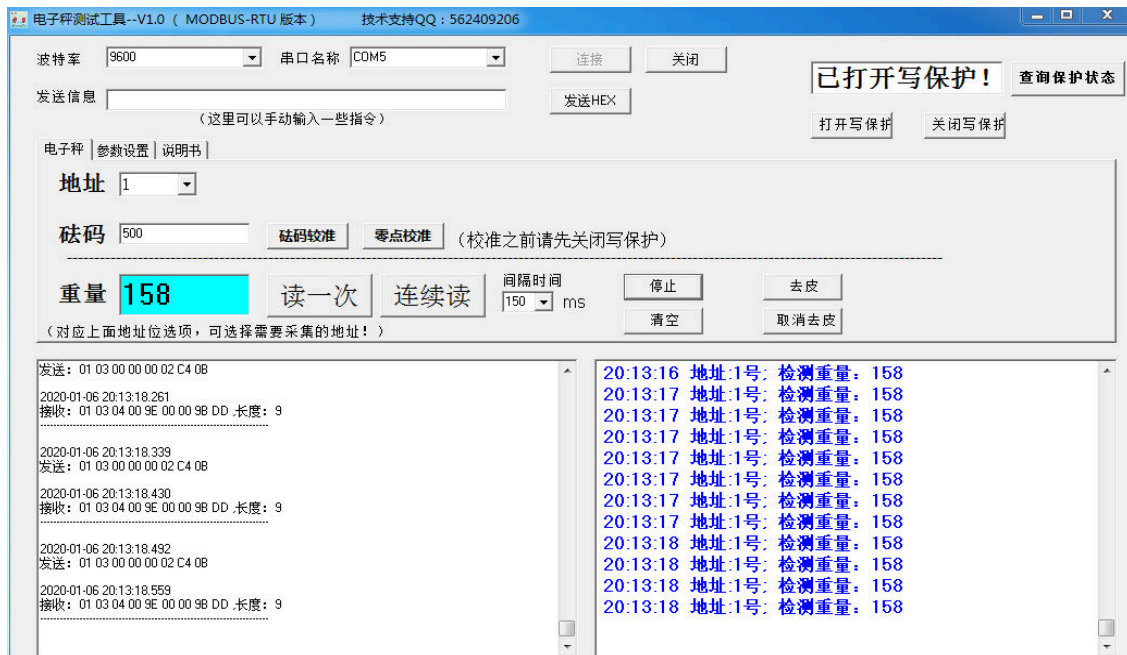 电子秤测试工具--V1.0 （ MODBUS-RTU 版本 ） 技术支持QQ：562409206
波特率 9600 串口名称 COM5 连接 关闭
已打开写保护！ 查询保护状态
发送信息 发送HEX
（这里可以手动输入一些指令）
打开写保护 关闭写保护
电子秤 参数设置 说明书
地址 1
砝码 500 砝码较准 零点校准 （校准之前请先关闭写保护）
重量 158 读一次 连续读 间隔时间 停止 去皮
150 ms
清空 取消去皮
（对应上面地址位选项，可选择需要采集的地址！）
发送：01 03 00 00 00 02 C4 0B
2020-01-06 20:13:18.261
接收：01 03 04 00 9E 00 00 9B DD .长度：9
2020-01-06 20:13:18.339
发送：01 03 00 00 00 02 C4 0B
2020-01-06 20:13:18.430
接收：01 03 04 00 9E 00 00 9B DD .长度：9
2020-01-06 20:13:18.492
发送：01 03 00 00 00 02 C4 0B
2020-01-06 20:13:18.559
接收：01 03 04 00 9E 00 00 9B DD .长度：9
20:13:16 地址:1号; 检测重量：158
20:13:17 地址:1号; 检测重量：158
20:13:17 地址:1号; 检测重量：158
20:13:17 地址:1号; 检测重量：158
20:13:17 地址:1号; 检测重量：158
20:13:17 地址:1号; 检测重量：158
20:13:17 地址:1号; 检测重量：158
20:13:17 地址:1号; 检测重量：158
20:13:18 地址:1号; 检测重量：158
20:13:18 地址:1号; 检测重量：158
20:13:18 地址:1号; 检测重量：158
20:13:18 地址:1号; 检测重量：158